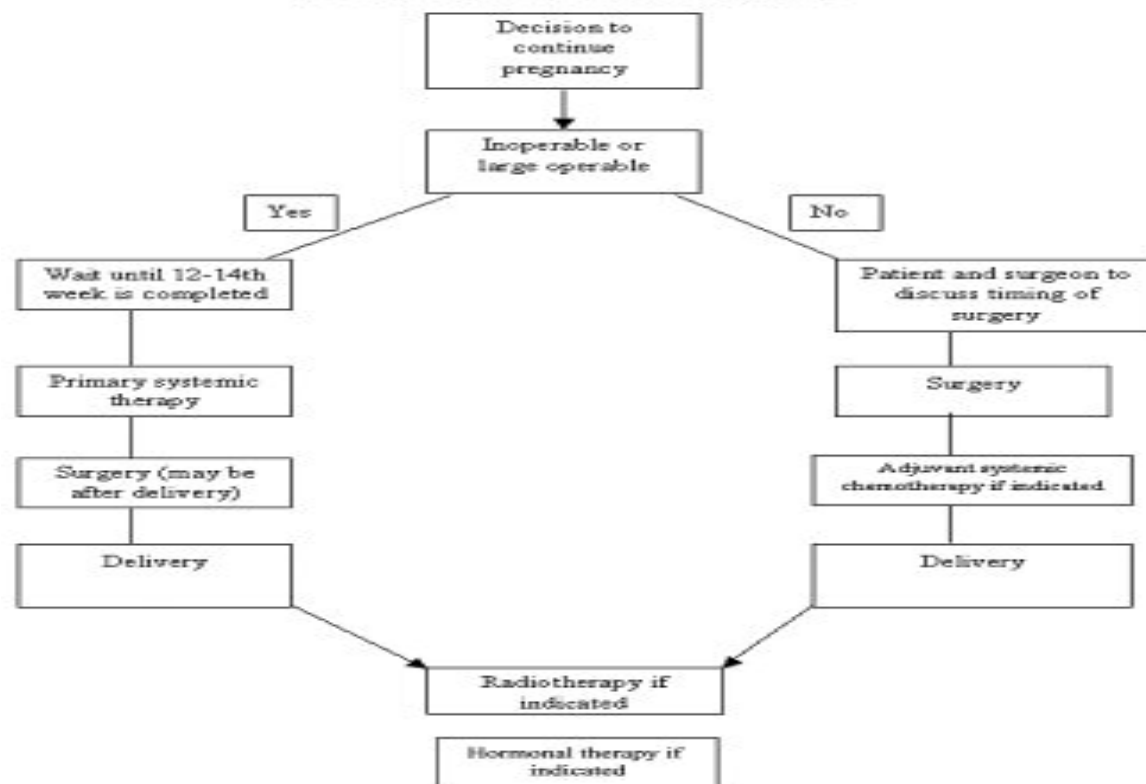 Decision to
continue
pregnancy
Inoperable or
large operable
Yes
No
Wait until 12-14th
week is completed
Patient and surgeon to
discuss timing of
surgery
Primary systemic
therapy
Surgery
Surgery (may be
after delivery)
Adjuvant systemic
chemotherapy if indicated
Delivery
Delivery
Radiotherapy if
indicated
Hormonal therapy if
indicated